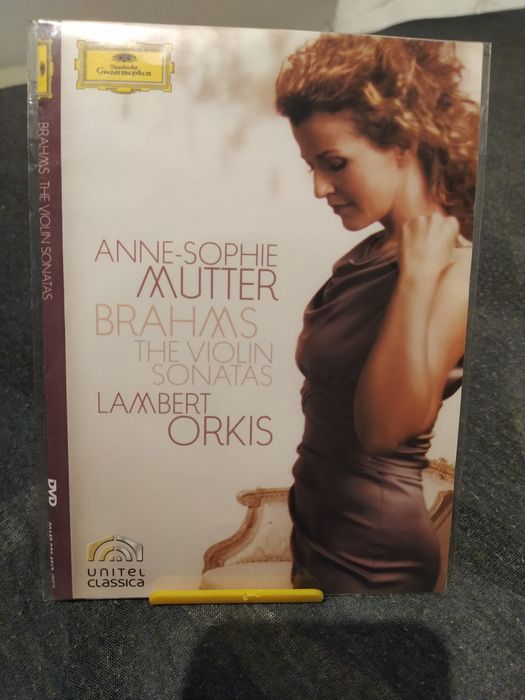 Deutsche
Grammophon
ANNE-SOPHIE
MUTTER
BRAHMS
THE VIOLIN
SONATAS
LAMBERT
ORKIS
UNITEL
CLASSICA
BRAHMS THE VIOLIN SONATAS
DVD